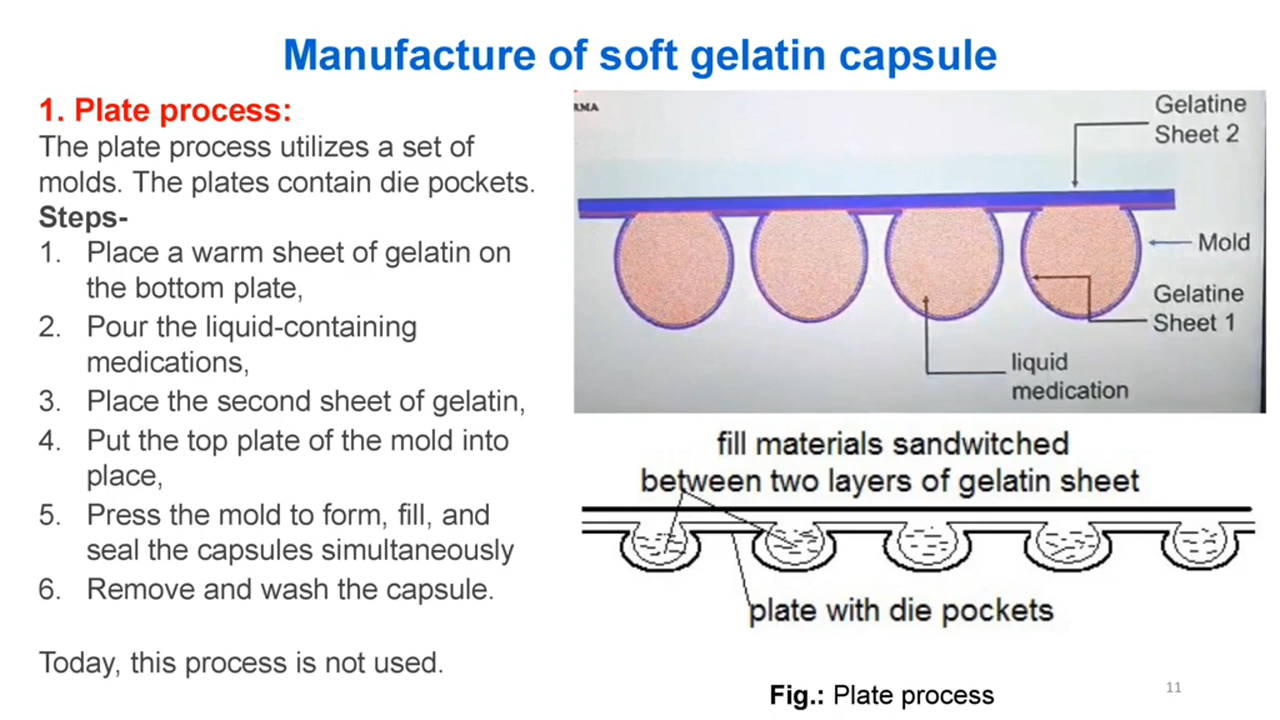 Manufacture of soft gelatin capsule
1. Plate process:
The plate process utilizes a set of
molds. The plates contain die pockets.
Steps-
1. Place a warm sheet of gelatin on
the bottom plate,
2. Pour the liquid-containing
medications,
3. Place the second sheet of gelatin,
4. Put the top plate of the mold into
place,
5. Press the mold to form, fill, and
seal the capsules simultaneously
6. Remove and wash the capsule.
Today, this process is not used.
RMA
Gelatine
Sheet 2
Mold
Gelatine
Sheet 1
liquid
medication
fill materials sandwitched
between two layers of gelatin sheet
plate with die pockets
Fig.: Plate process
11